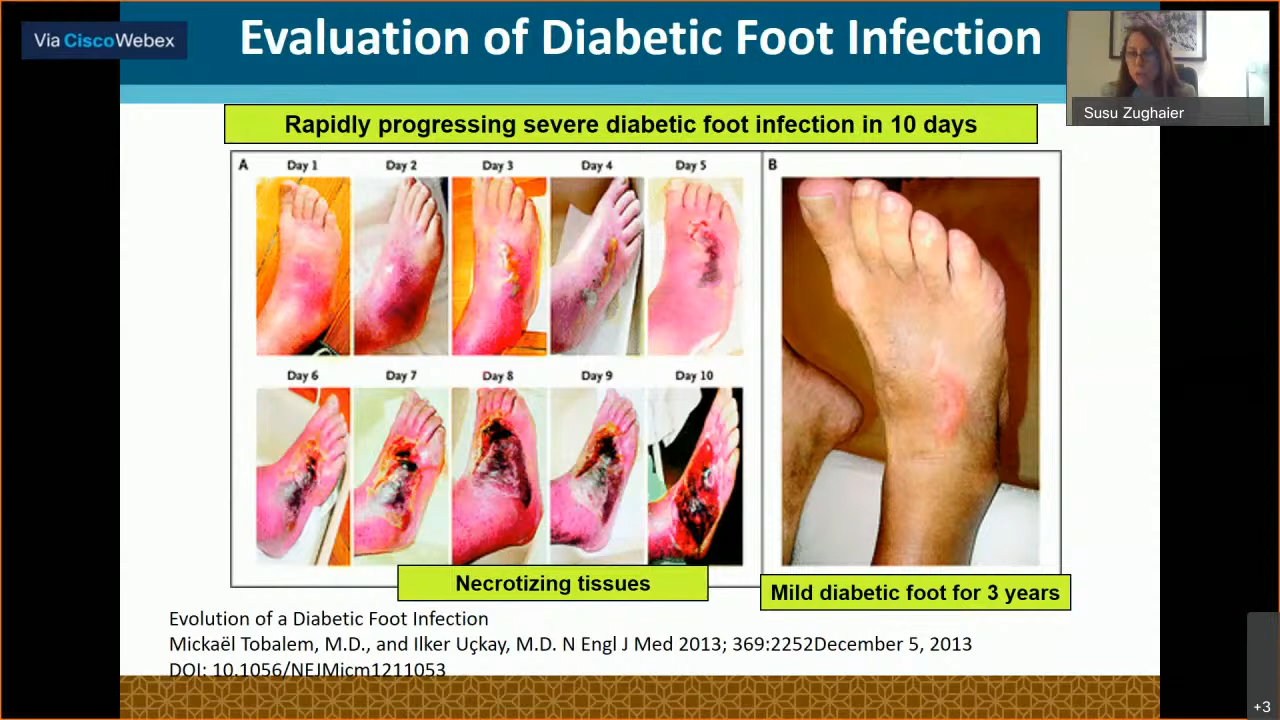 Via Cisco Webex
Evaluation of Diabetic Foot Infection
Susu Zughaier
Rapidly progressing severe diabetic foot infection in 10 days
A Day 1 Day 2 Day 3 Day 4 Day 5 B
Day 6 Day 7 Day 8 Day 9 Day 10
Necrotizing tissues
Mild diabetic foot for 3 years
Evolution of a Diabetic Foot Infection
Mickaël Tobalem, M.D., and Ilker Uçkay, M.D. N Engl J Med 2013; 369:2252December 5, 2013
DOI: 10.1056/NEJMicm1211053
+3